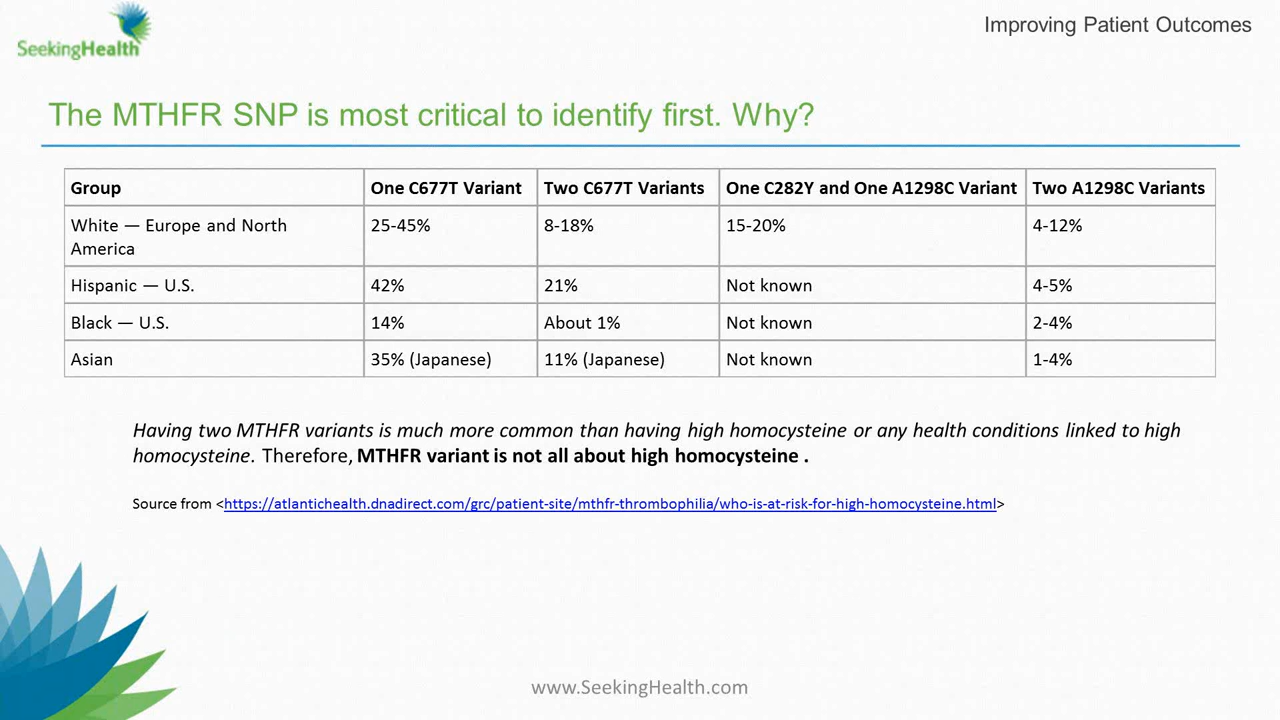 SeekingHealth
Improving Patient Outcomes
The MTHFR SNP is most critical to identify first. Why?
Group One C677T Variant Two C677T Variants One C282Y and One A1298C Variant Two A1298C Variants
White — Europe and North America 25-45% 8-18% 15-20% 4-12%
Hispanic — U.S. 42% 21% Not known 4-5%
Black — U.S. 14% About 1% Not known 2-4%
Asian 35% (Japanese) 11% (Japanese) Not known 1-4%
Having two MTHFR variants is much more common than having high homocysteine or any health conditions linked to high
homocysteine. Therefore, MTHFR variant is not all about high homocysteine .
Source from <https://atlantichealth.dnadirect.com/grc/patient-site/mthfr-thrombophilia/who-is-at-risk-for-high-homocysteine.html>
www.SeekingHealth.com